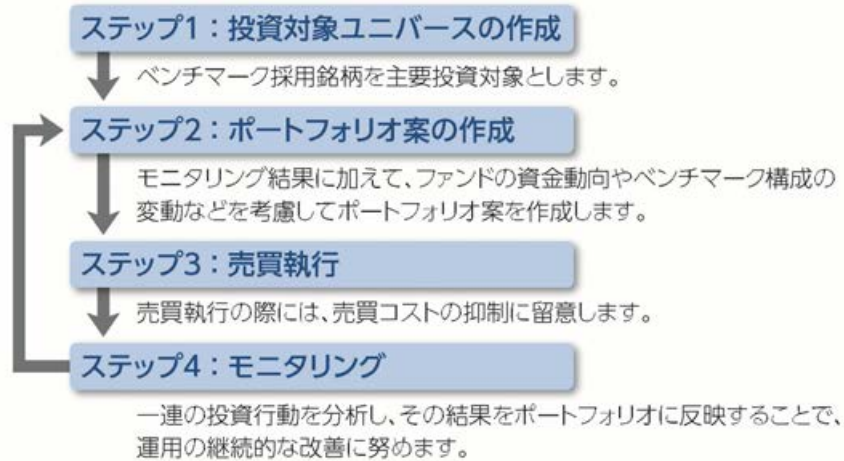 ステップ1：投資対象ユニバースの作成
ベンチマーク採用銘柄を主要投資対象とします。
ステップ2：ポートフォリオ案の作成
モニタリング結果に加えて、ファンドの資金動向やベンチマーク構成の
変動などを考慮してポートフォリオ案を作成します。
ステップ3：売買執行
売買執行の際には、売買コストの抑制に留意します。
ステップ4：モニタリング
一連の投資行動を分析し、その結果をポートフォリオに反映することで、
運用の継続的な改善に努めます。